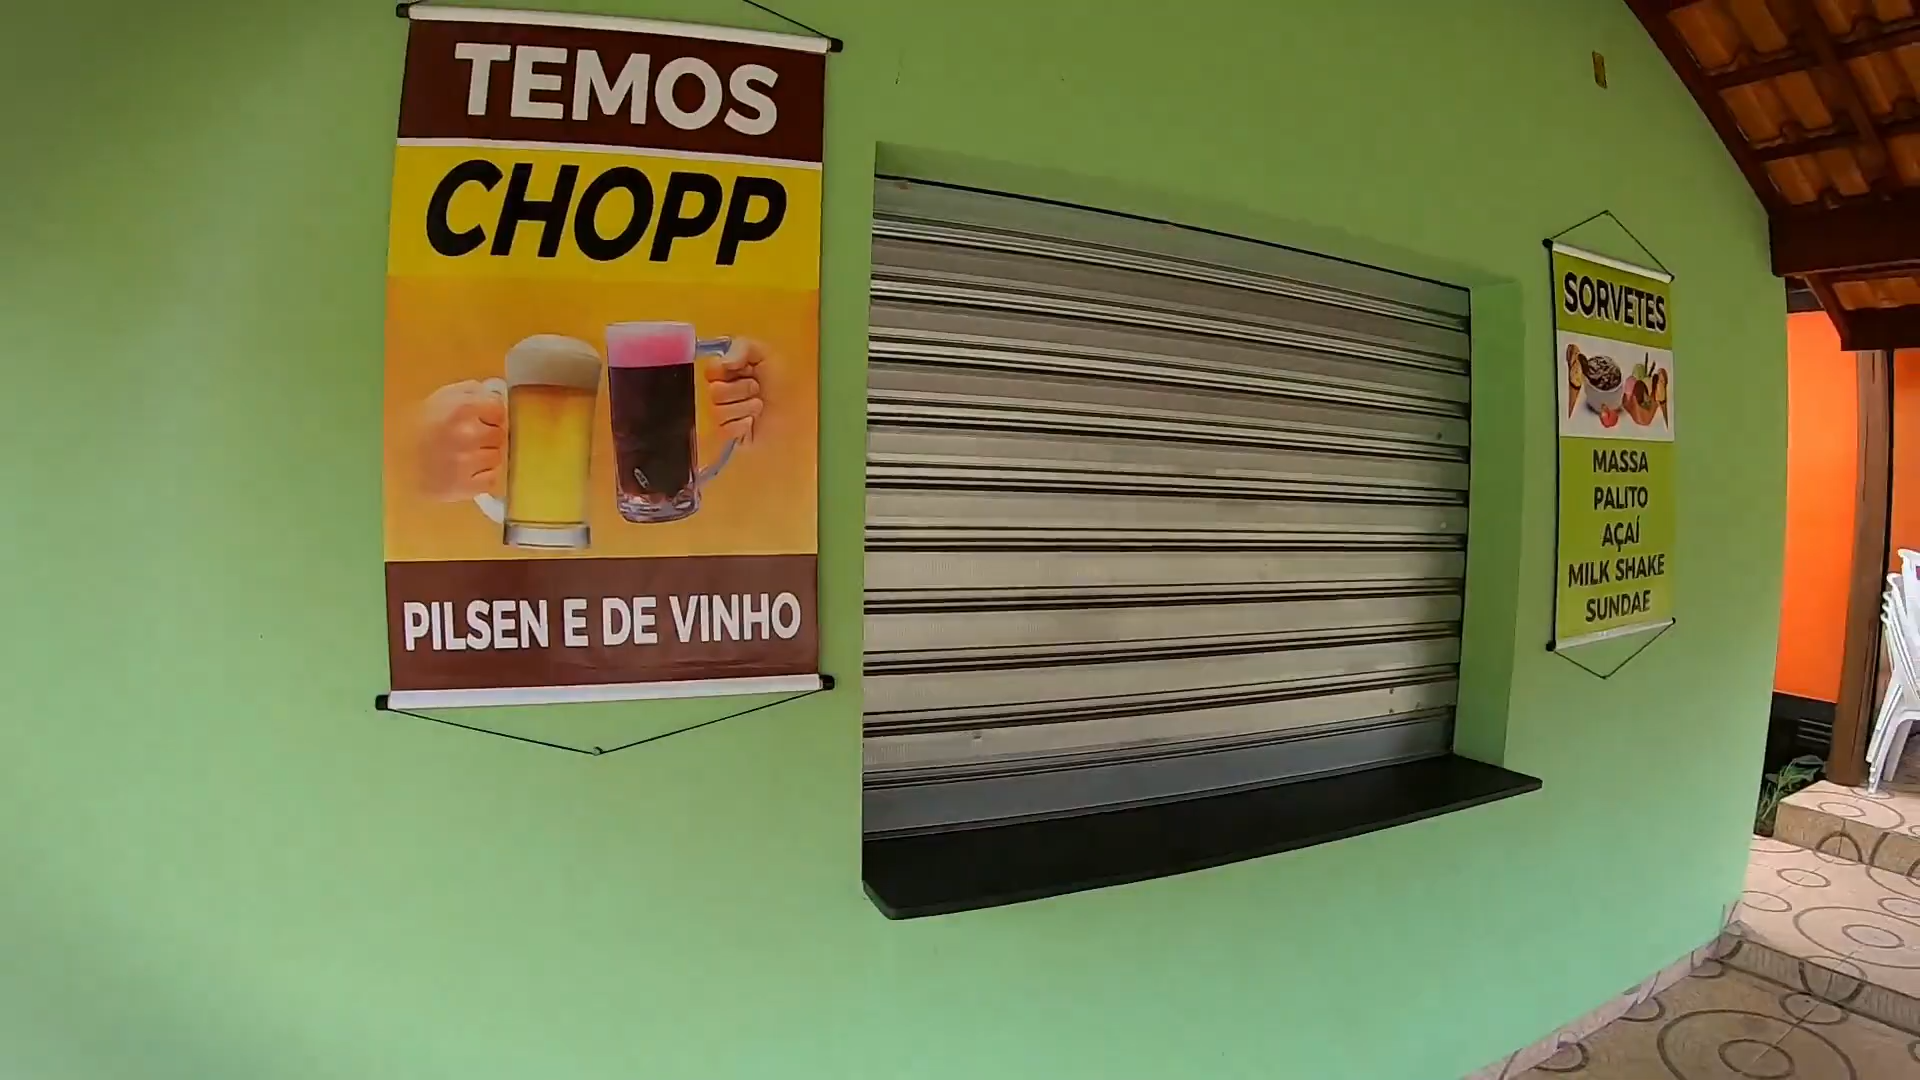 TEMOS
CHOPP
PILSEN E DE VINHO
SORVETES
MASSA
PALITO
AÇAÍ
MILK SHAKE
SUNDAE